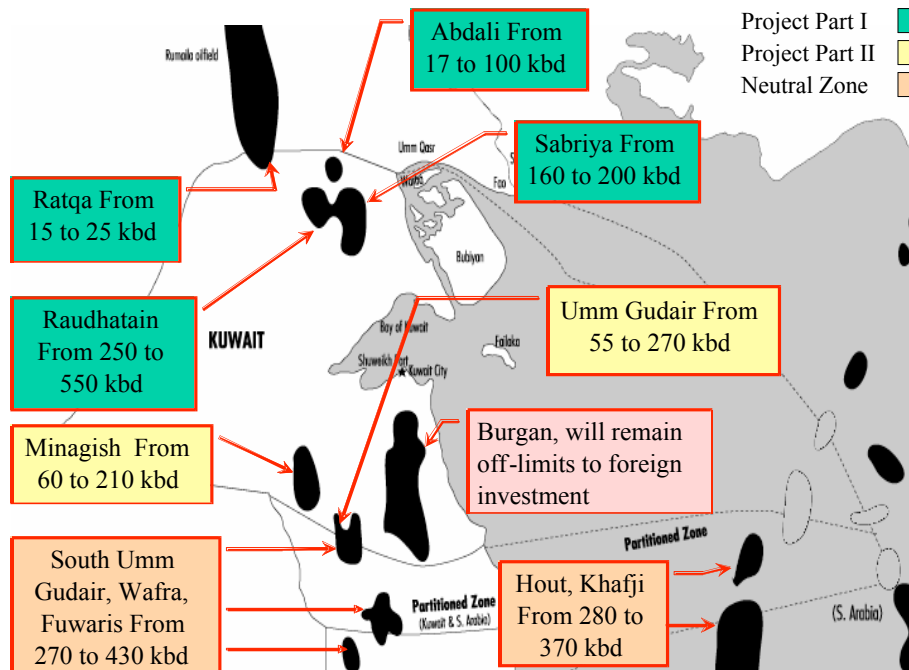 Rumaila oilfield
Abdali From
17 to 100 kbd
Project Part I
Project Part II
Neutral Zone
Umm Qasr
Warba
Fao
Sabriya From
160 to 200 kbd
Ratqa From
15 to 25 kbd
Bubiyan
Raudhatain
From 250 to
550 kbd
KUWAIT
Bay of Kuwait
Failaka
Shuweikh Port
Kuwait City
Umm Gudair From
55 to 270 kbd
Minagish From
60 to 210 kbd
Burgan, will remain
off-limits to foreign
investment
Partitioned Zone
South Umm
Gudair, Wafra,
Fuwaris From
270 to 430 kbd
Partitioned Zone
(Kuwait & S. Arabia)
Hout, Khafji
From 280 to
370 kbd
(S. Arabia)